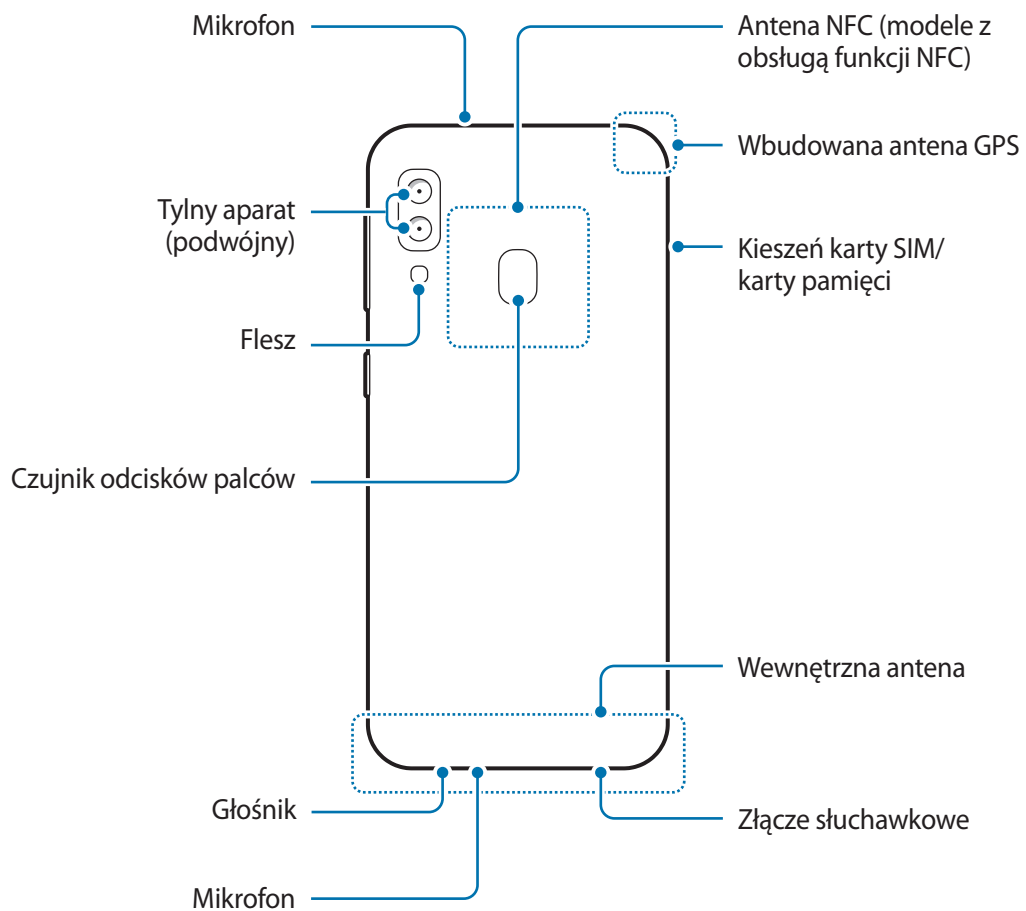 Mikrofon
Tylny aparat
(podwójny)
Flesz
Czujnik odcisków palców
Głośnik
Mikrofon
Antena NFC (modele z
obsługą funkcji NFC)
Wbudowana antena GPS
Kieszeń karty SIM/
karty pamięci
Wewnętrzna antena
Złącze słuchawkowe